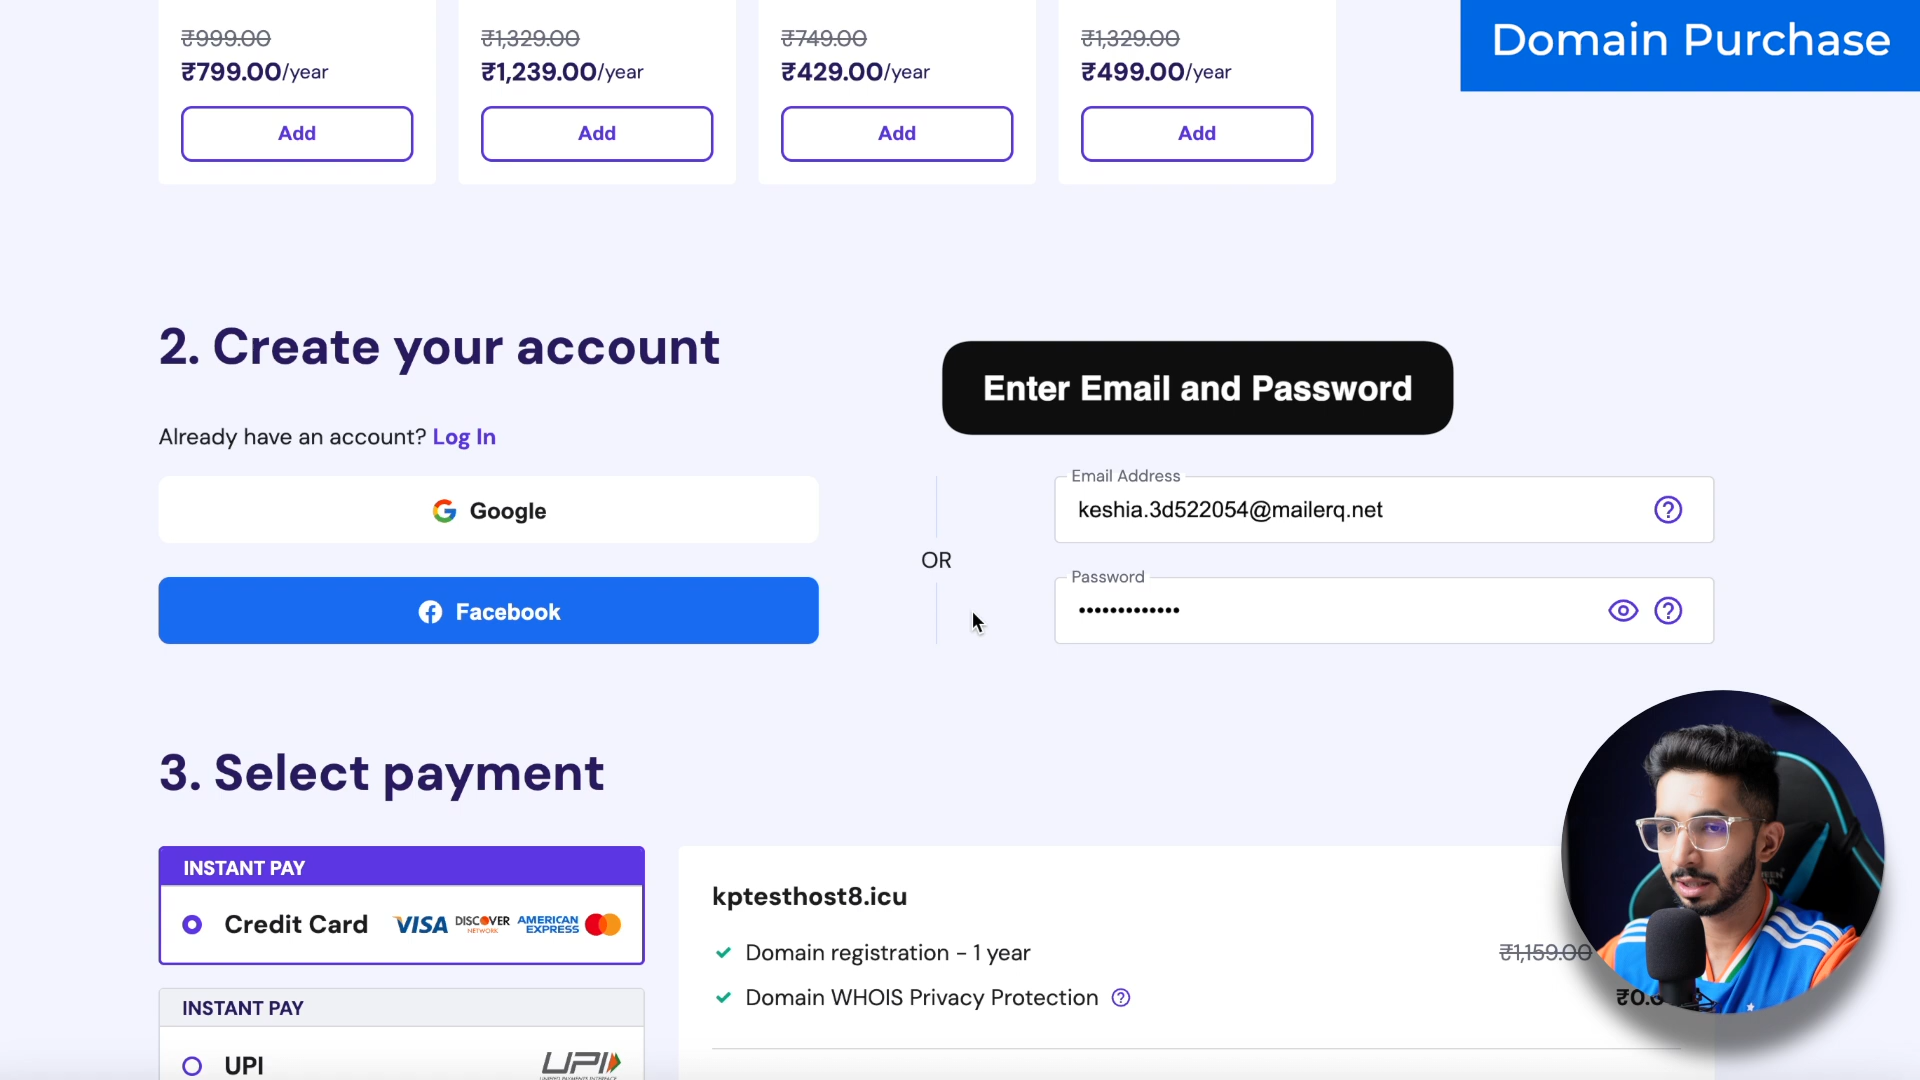 Domain Purchase
₹999.00
₹799.00/year
Add
₹1,329.00
₹1,239.00/year
Add
₹749.00
₹429.00/year
Add
₹1,329.00
₹499.00/year
Add
2. Create your account
Enter Email and Password
Already have an account? Log In
Google
Facebook
OR
Email Address
keshia.3d522054@mailerq.net
Password
•••••••••••••
3. Select payment
INSTANT PAY
Credit Card
VISA
DISCOVER
NETWORK
AMERICAN
EXPRESS
INSTANT PAY
UPI
UPI
kptesthost8.icu
Domain registration - 1 year
₹1,159.00
Domain WHOIS Privacy Protection